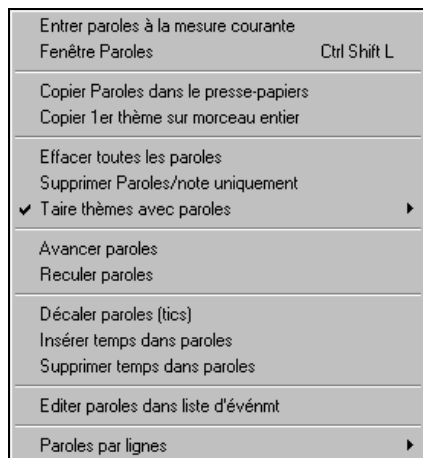 Entrer paroles à la mesure courante
Fenêtre Paroles Ctrl Shift L
Copier Paroles dans le presse-papiers
Copier 1er thème sur morceau entier
Effacer toutes les paroles
Supprimer Paroles/note uniquement
Taire thèmes avec paroles
Avancer paroles
Reculer paroles
Décaler paroles (tics)
Insérer temps dans paroles
Supprimer temps dans paroles
Editer paroles dans liste d'événmt
Paroles par lignes